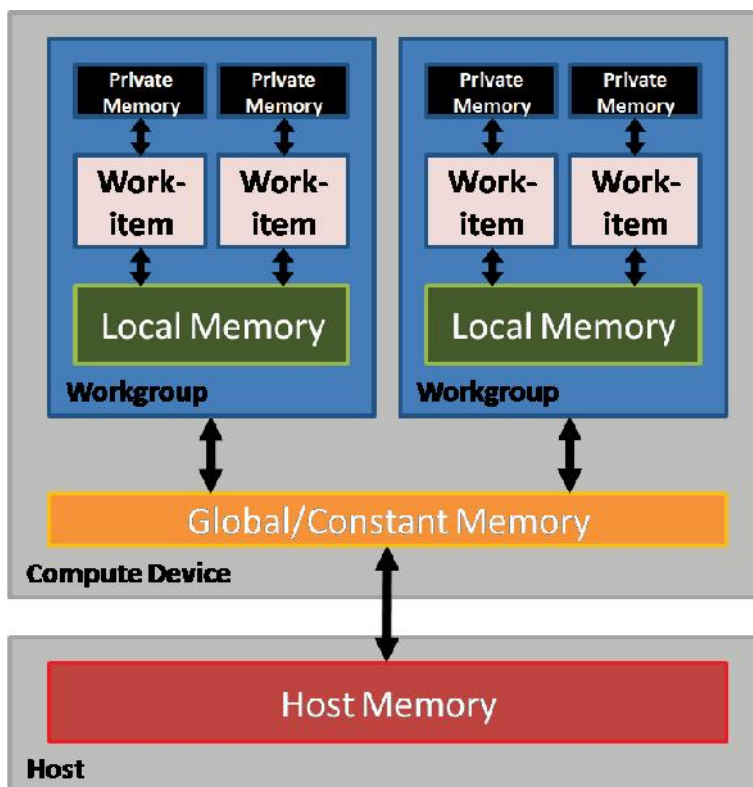 Private
Memory
Private
Memory
Private
Memory
Private
Memory
Work-
item
Work-
item
Work-
item
Work-
item
Local Memory
Local Memory
Workgroup
Workgroup
Global/Constant Memory
Compute Device
Host Memory
Host